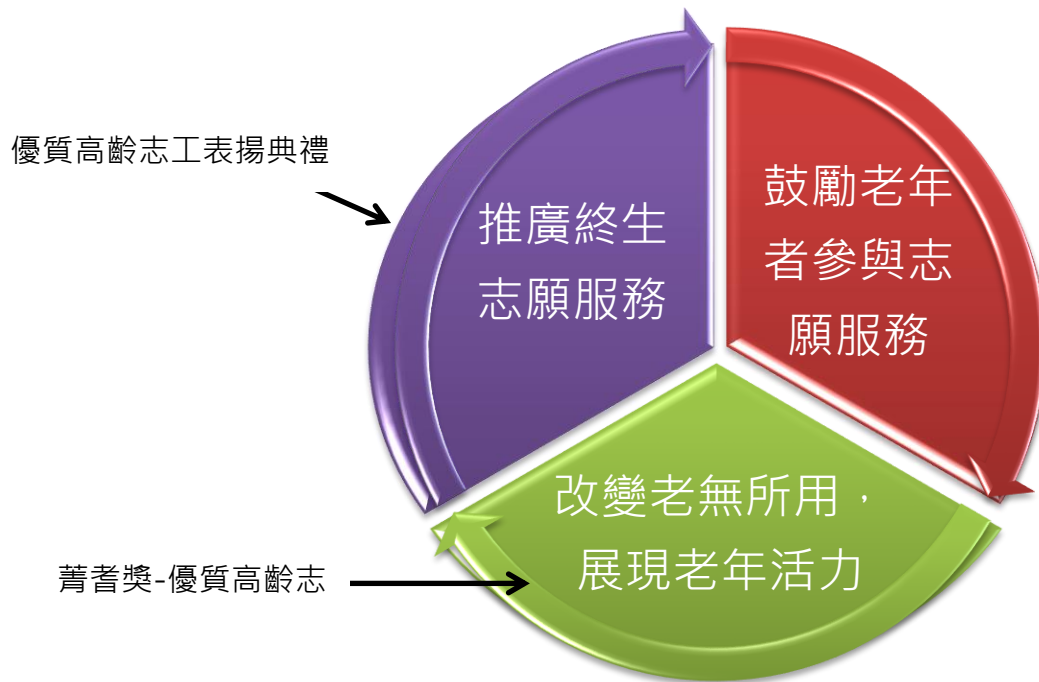 優質高齡志工表揚典禮
推廣終生
志願服務
鼓勵老年
者參與志
願服務
改變老無所用，
展現老年活力
菁耆獎-優質高齡志